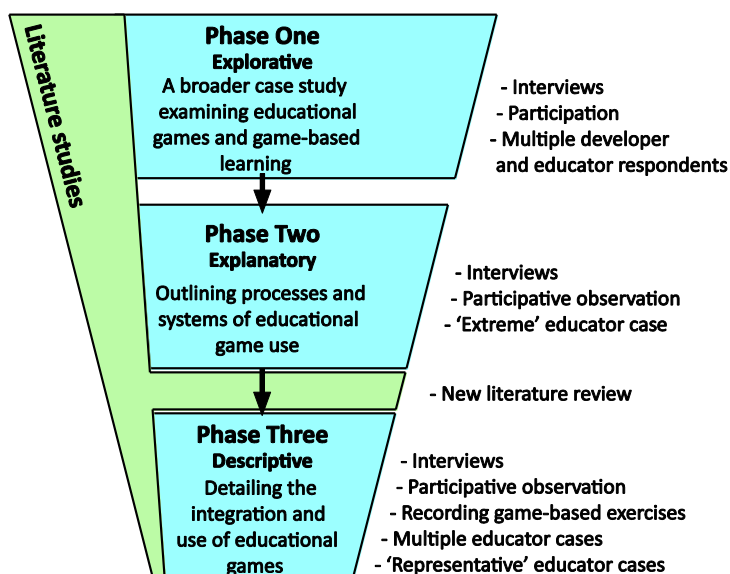 Literature studies
Phase One
Explorative
A broader case study
examining educational
games and game-based
learning
- Interviews
- Participation
- Multiple developer
and educator respondents
Phase Two
Explanatory
Outlining processes and
systems of educational
game use
- Interviews
- Participative observation
- ‘Extreme’ educator case
- New literature review
Phase Three
Descriptive
Detailing the
integration and
use of educational
games
- Interviews
- Participative observation
- Recording game-based exercises
- Multiple educator cases
- ‘Representative’ educator cases